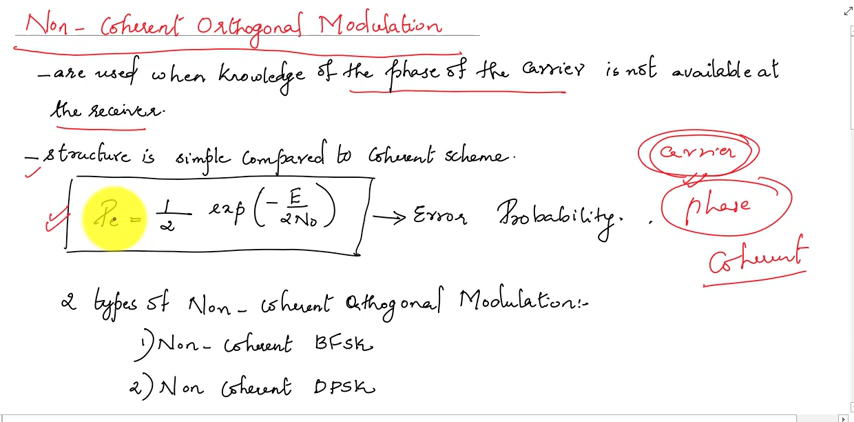 Non-Coherent Orthogonal Modulation
- are used when knowledge of the phase of the carrier is not available at
the receiver.
- structure is simple compared to coherent scheme.
Pe = 1/2 exp(-E/2N0) → Error Probability.
carrier
phase
Coherent
2 types of Non-coherent Orthogonal Modulation:-
1) Non-coherent BFSK
2) Non Coherent DPSK